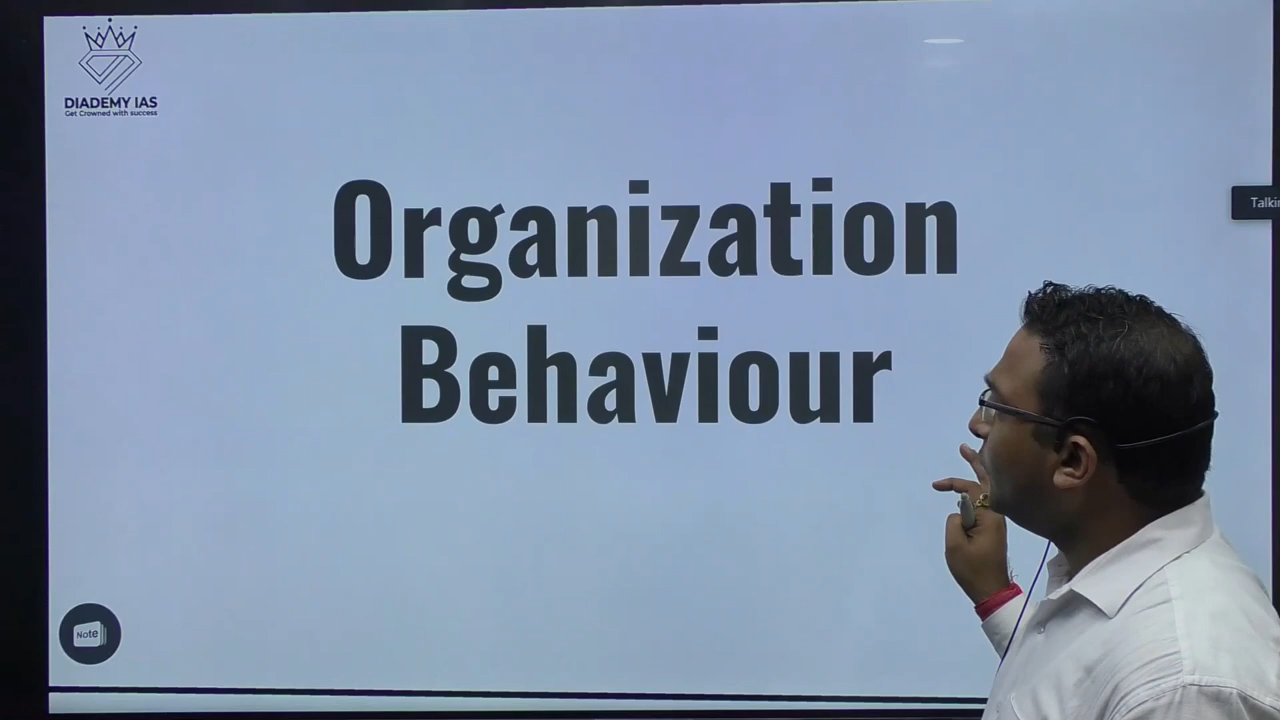 DIADEMY IAS
Get Crowned with success
Organization
Behaviour
Note